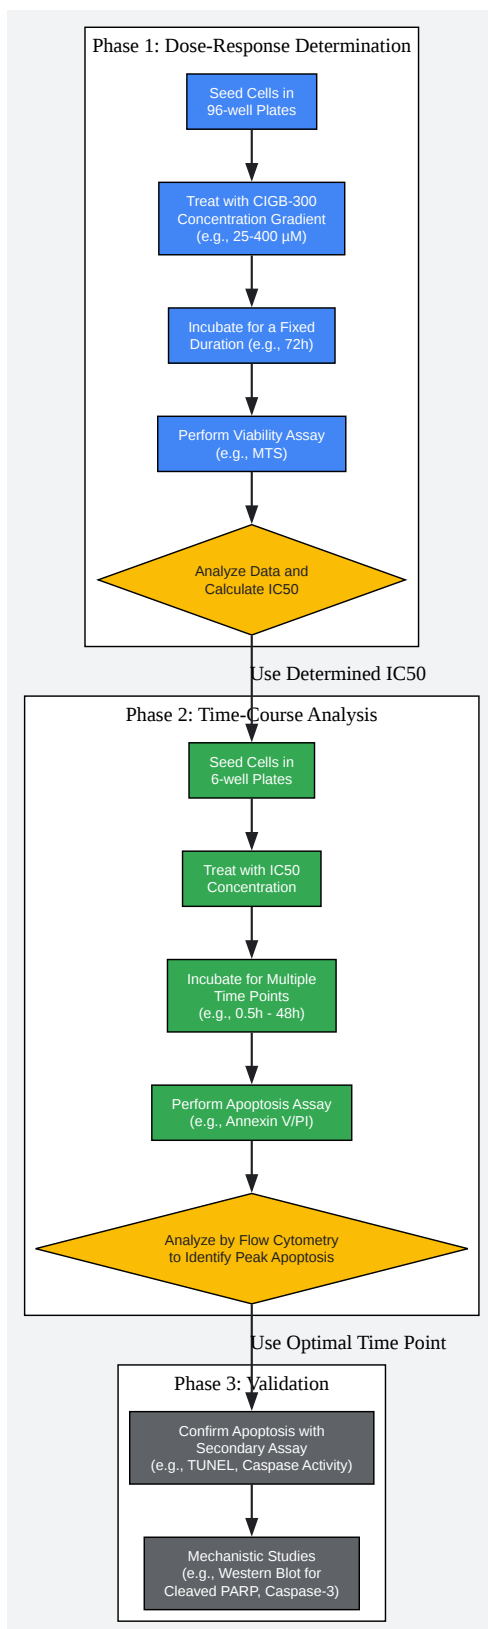 Phase 1: Dose-Response Determination
Seed Cells in
96-well Plates
Treat with CIGB-300
Concentration Gradient
(e.g., 25-400 µM)
Incubate for a Fixed
Duration (e.g., 72h)
Perform Viability Assay
(e.g., MTS)
Analyze Data and
Calculate IC50
Use Determined IC50
Phase 2: Time-Course Analysis
Seed Cells in
6-well Plates
Treat with IC50
Concentration
Incubate for Multiple
Time Points
(e.g., 0.5h - 48h)
Perform Apoptosis Assay
(e.g., Annexin V/PI)
Analyze by Flow Cytometry
to Identify Peak Apoptosis
Use Optimal Time Point
Phase 3: Validation
Confirm Apoptosis with
Secondary Assay
(e.g., TUNEL, Caspase Activity)
Mechanistic Studies
(e.g., Western Blot for
Cleaved PARP, Caspase-3)